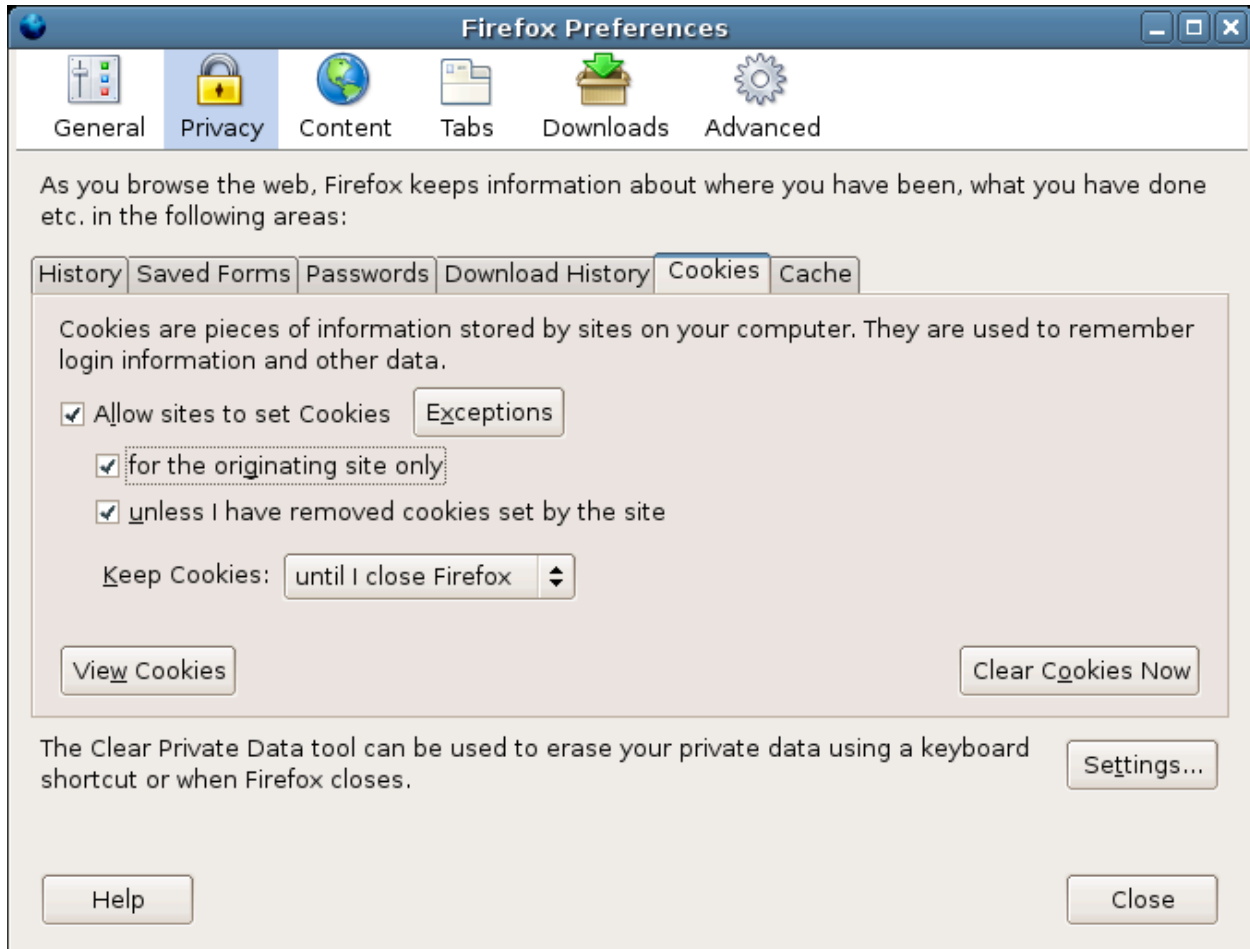 Firefox Preferences
General Privacy Content Tabs Downloads Advanced
As you browse the web, Firefox keeps information about where you have been, what you have done
etc. in the following areas:
History Saved Forms Passwords Download History Cookies Cache
Cookies are pieces of information stored by sites on your computer. They are used to remember
login information and other data.
Allow sites to set Cookies Exceptions
for the originating site only
unless I have removed cookies set by the site
Keep Cookies: until I close Firefox
View Cookies Clear Cookies Now
The Clear Private Data tool can be used to erase your private data using a keyboard
shortcut or when Firefox closes.
Settings...
Help Close